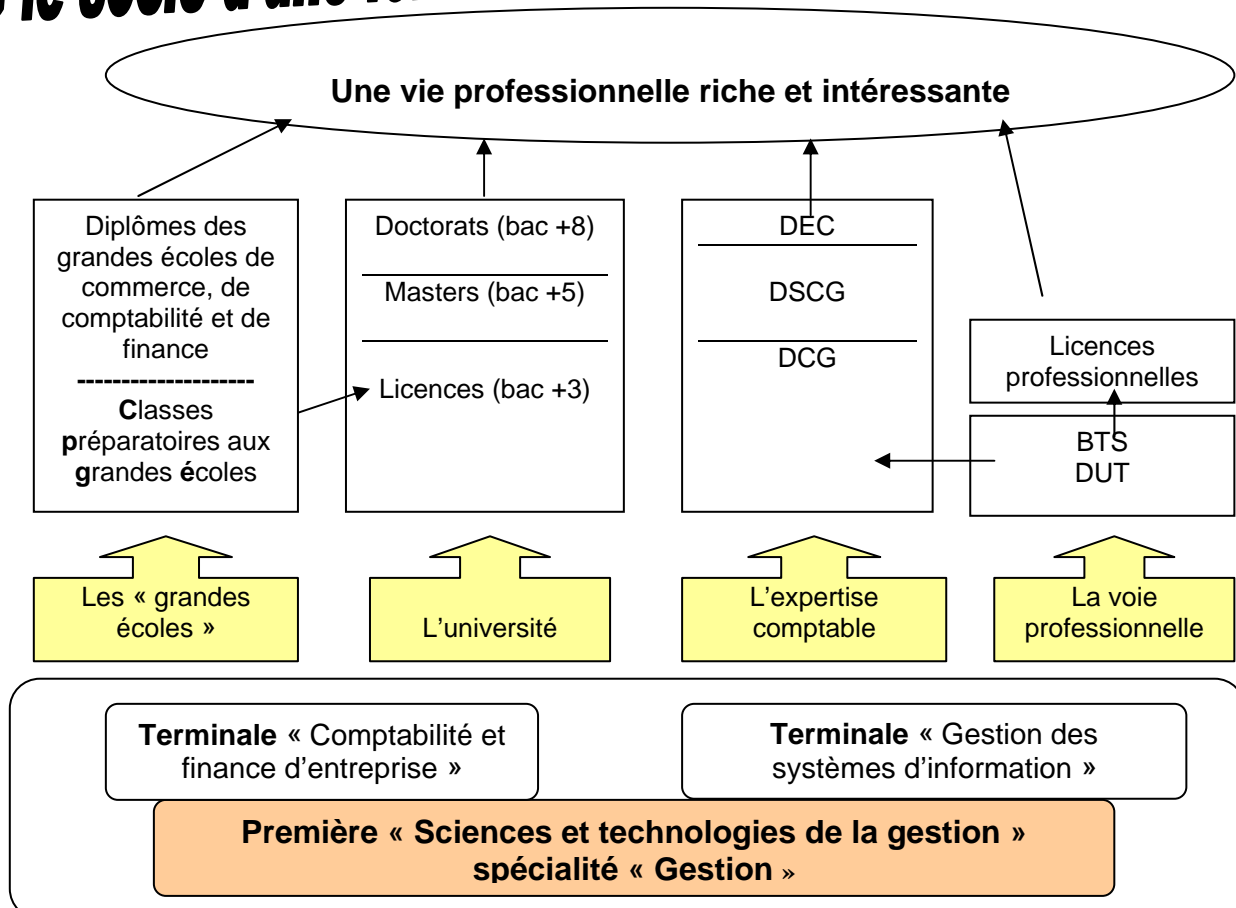 le socle d'une
Une vie professionnelle riche et intéressante
Diplômes des
grandes écoles de
commerce, de
comptabilité et de
finance
--------------------
Classes
préparatoires aux
grandes écoles
Doctorats (bac +8)
Masters (bac +5)
Licences (bac +3)
DEC
DSCG
DCG
Licences
professionnelles
BTS
DUT
Les « grandes
écoles »
L'université
L'expertise
comptable
La voie
professionnelle
Terminale « Comptabilité et
finance d'entreprise »
Terminale « Gestion des
systèmes d'information »
Première « Sciences et technologies de la gestion »
spécialité « Gestion »